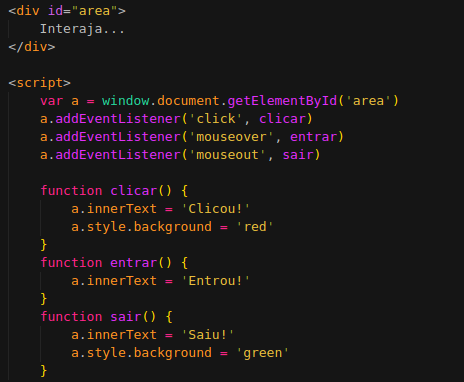 <div id="area">
    Interaja...
</div>

<script>
    var a = window.document.getElementById('area')
    a.addEventListener('click', clicar)
    a.addEventListener('mouseover', entrar)
    a.addEventListener('mouseout', sair)

    function clicar() {
        a.innerText = 'Clicou!'
        a.style.background = 'red'
    }
    function entrar() {
        a.innerText = 'Entrou!'
    }
    function sair() {
        a.innerText = 'Saiu!'
        a.style.background = 'green'
    }